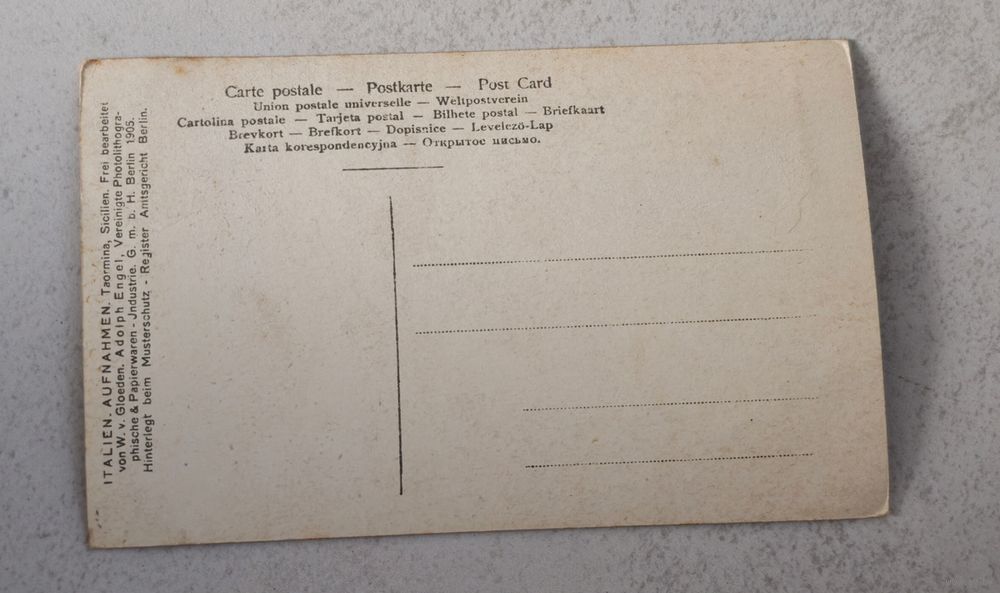 Carte postale — Postkarte — Post Card
Union postale universelle — Weltpostverein
Cartolina postale — Tarjeta postal — Bilhete postal — Briefkaart
Brevkort — Brefkort — Dopisnice — Levelező-Lap
Karta korespondencyjna — Открытое письмо.
ITALIEN. AUFNAHMEN. Taormina, Sicilien. Frei bearbeitet
von W. v. Gloeden. Adolph Engel, Vereinigte Photolithogra-
phische & Papierwaren - Jndustrie. G. m. b. H. Berlin 1905.
Hinterlegt beim Musterschutz - Register Amtsgericht Berlin.